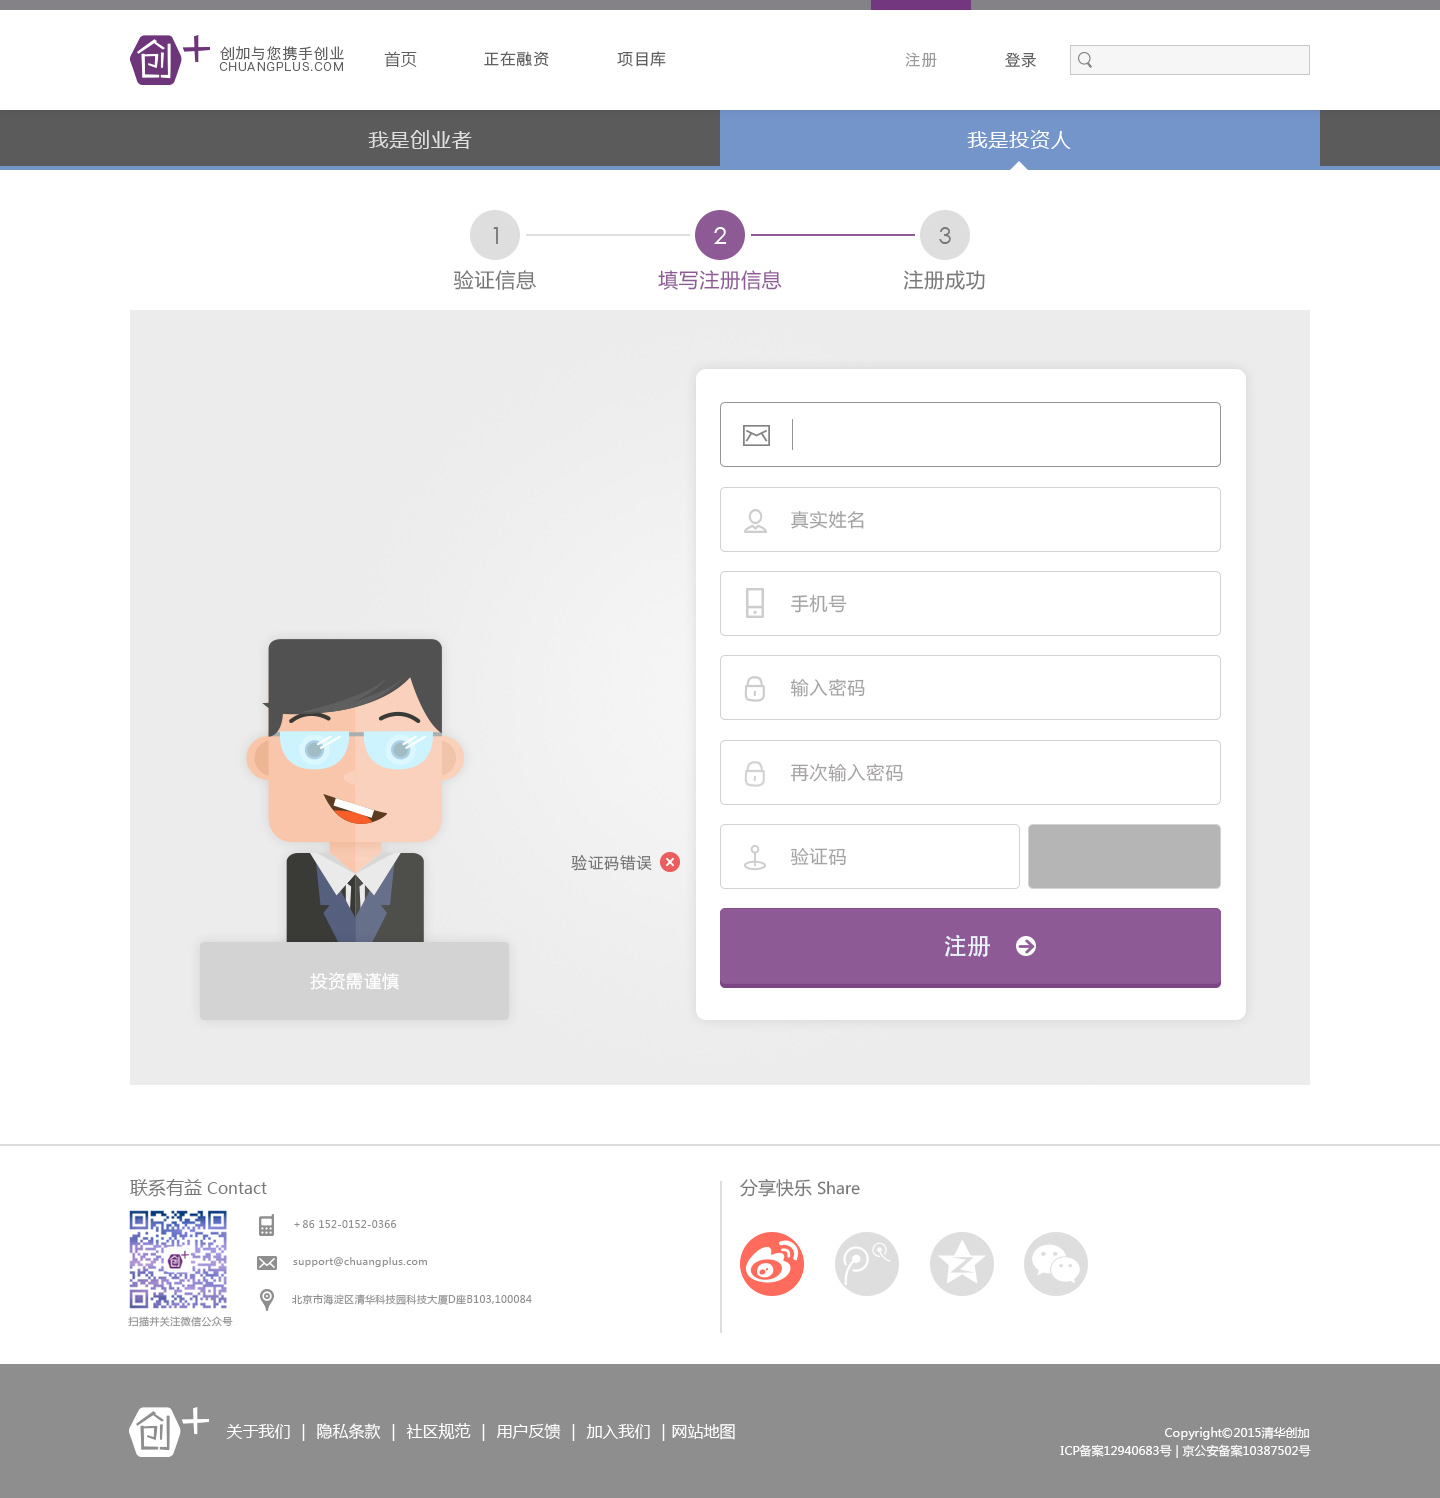 创加与您携手创业
CHUANGPLUS.COM
首页 正在融资 项目库 注册 登录
我是创业者 我是投资人
1 2 3
验证信息 填写注册信息 注册成功
真实姓名
手机号
输入密码
再次输入密码
验证码错误
验证码
注册
投资需谨慎
联系有益 Contact
+86 152-0152-0366
support@chuangplus.com
北京市海淀区清华科技园科技大厦D座B103,100084
扫描并关注微信公众号
分享快乐 Share
创 关于我们 | 隐私条款 | 社区规范 | 用户反馈 | 加入我们 | 网站地图
Copyright©2015清华创加
ICP备案12940683号 | 京公安备案10387502号